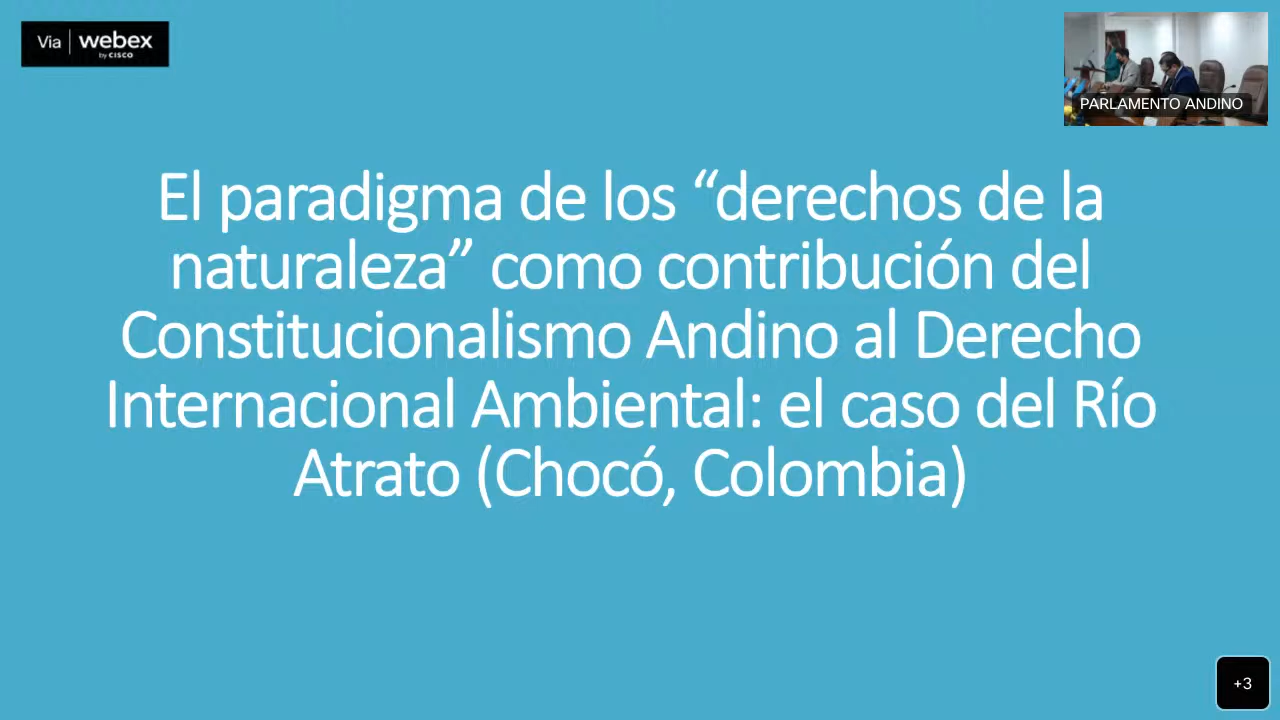 Via webex
by CISCO
PARLAMENTO ANDINO
El paradigma de los “derechos de la
naturaleza” como contribución del
Constitucionalismo Andino al Derecho
Internacional Ambiental: el caso del Río
Atrato (Chocó, Colombia)
+3